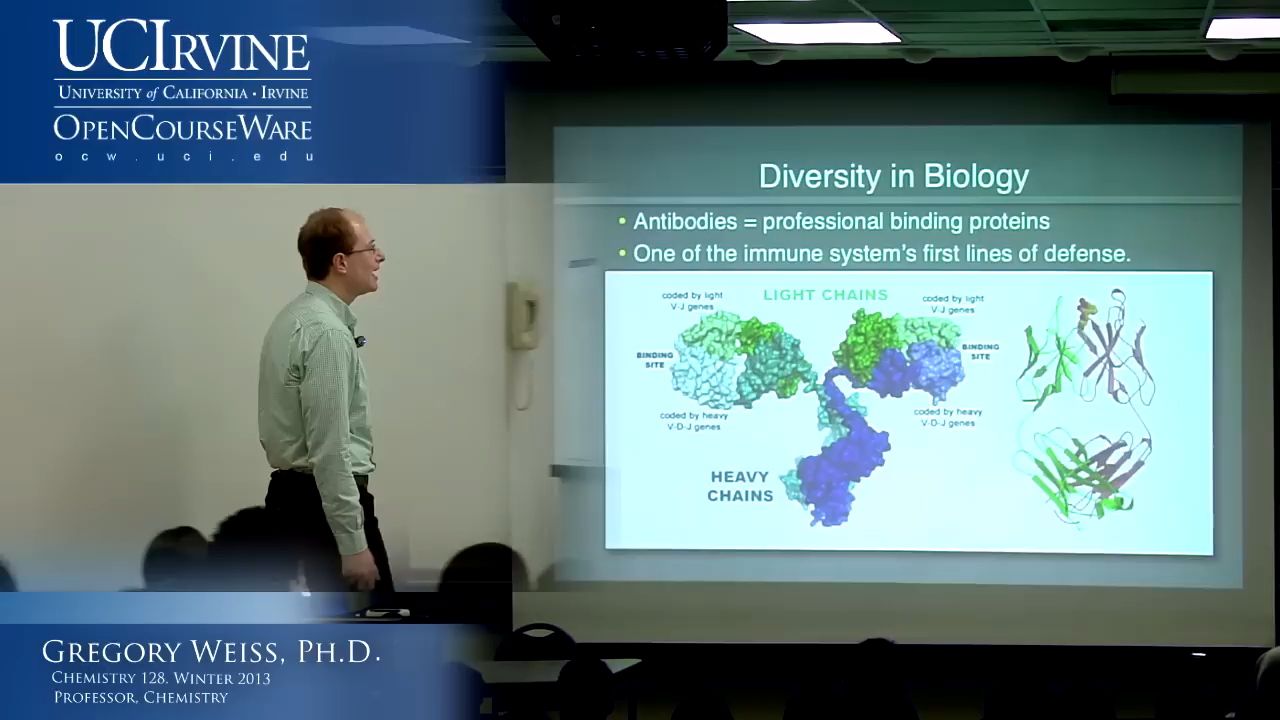 UCIRVINE
UNIVERSITY of CALIFORNIA • IRVINE
OPENCOURSEWARE
ocw.uci.edu
Diversity in Biology
• Antibodies = professional binding proteins
• One of the immune system's first lines of defense.
LIGHT CHAINS
coded by light
V-J genes
coded by light
V-J genes
BINDING
SITE
BINDING
SITE
coded by heavy
V-D-J genes
coded by heavy
V-D-J genes
HEAVY
CHAINS
GREGORY WEISS, PH.D.
CHEMISTRY 128. WINTER 2013
PROFESSOR, CHEMISTRY